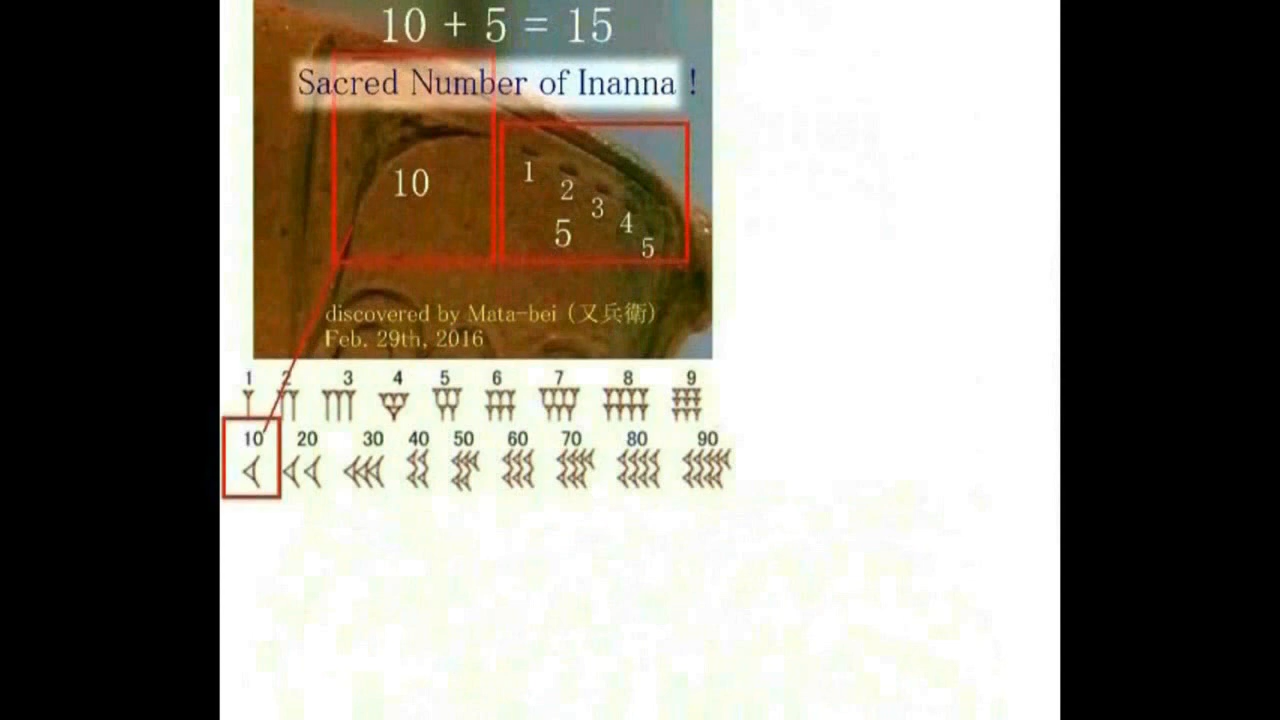 10 + 5 = 15
Sacred Number of Inanna !
10
1
2
3
4
5
5
discovered by Mata-bei (又兵衛)
Feb. 29th, 2016
1 2 3 4 5 6 7 8 9
10 20 30 40 50 60 70 80 90